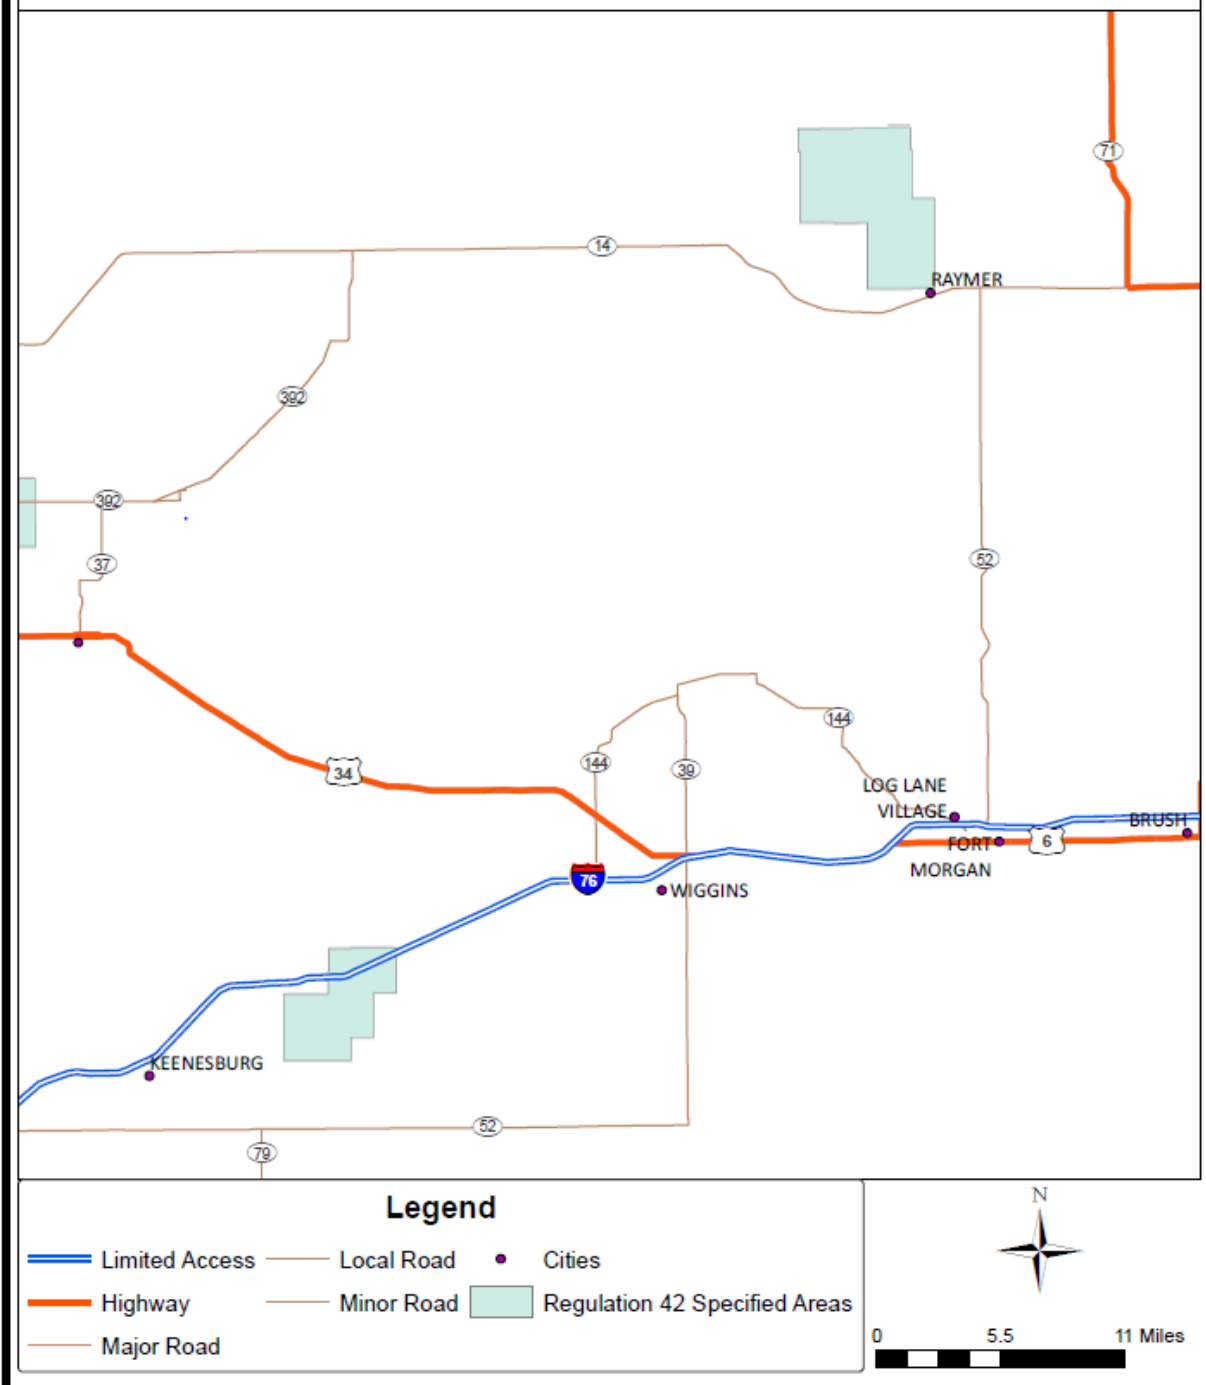 71
14
RAYMER
392
392
37
52
144
34
144
39
LOG LANE
VILLAGE
BRUSH
6
FORT
MORGAN
76
WIGGINS
KEENESBURG
52
79
Legend
Limited Access
Local Road
Cities
Highway
Minor Road
Regulation 42 Specified Areas
Major Road
N
0 5.5 11 Miles